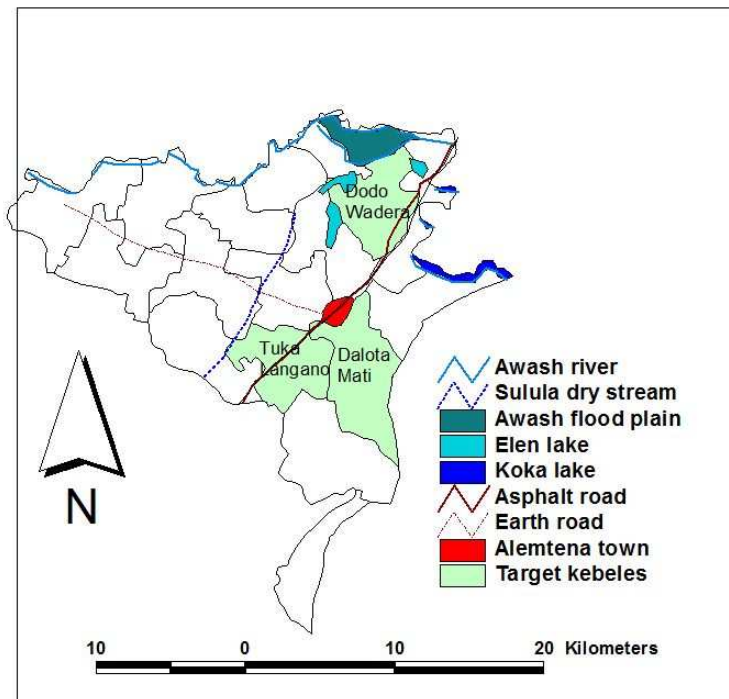 Dodo
Wadera
Tuka
Langano
Dalota
Mati
Awash river
Sulula dry stream
Awash flood plain
Elen lake
Koka lake
Asphalt road
Earth road
Alemtena town
Target kebeles
N
10 0 10 20 Kilometers